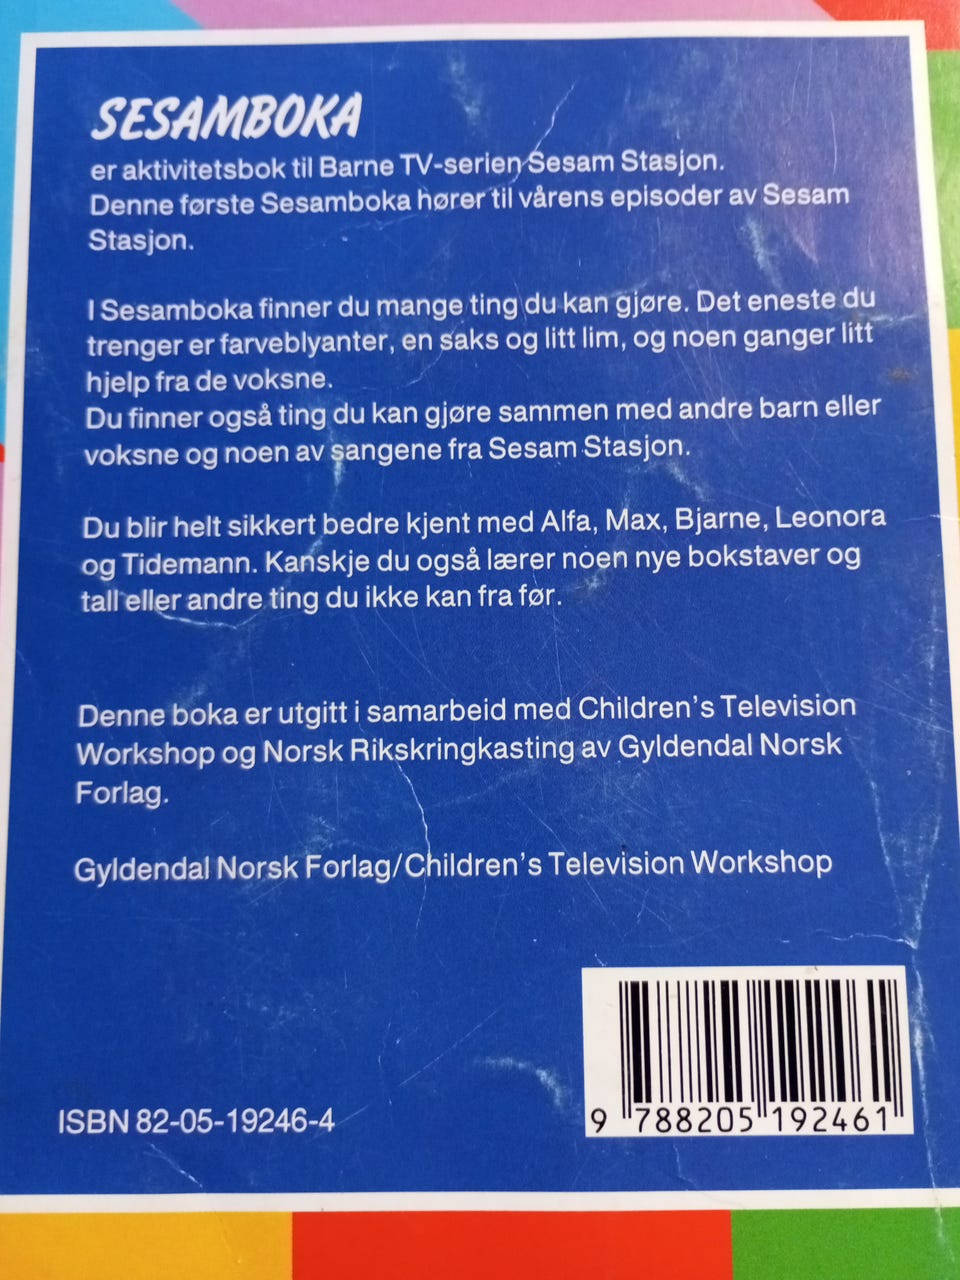 SESAMBOKA
er aktivitetsbok til Barne TV-serien Sesam Stasjon.
Denne første Sesamboka hører til vårens episoder av Sesam
Stasjon.
I Sesamboka finner du mange ting du kan gjøre. Det eneste du
trenger er farveblyanter, en saks og litt lim, og noen ganger litt
hjelp fra de voksne.
Du finner også ting du kan gjøre sammen med andre barn eller
voksne og noen av sangene fra Sesam Stasjon.
Du blir helt sikkert bedre kjent med Alfa, Max, Bjarne, Leonora
og Tidemann. Kanskje du også lærer noen nye bokstaver og
tall eller andre ting du ikke kan fra før.
Denne boka er utgitt i samarbeid med Children's Television
Workshop og Norsk Rikskringkasting av Gyldendal Norsk
Forlag.
Gyldendal Norsk Forlag/Children's Television Workshop
ISBN 82-05-19246-4
9 788205 192461